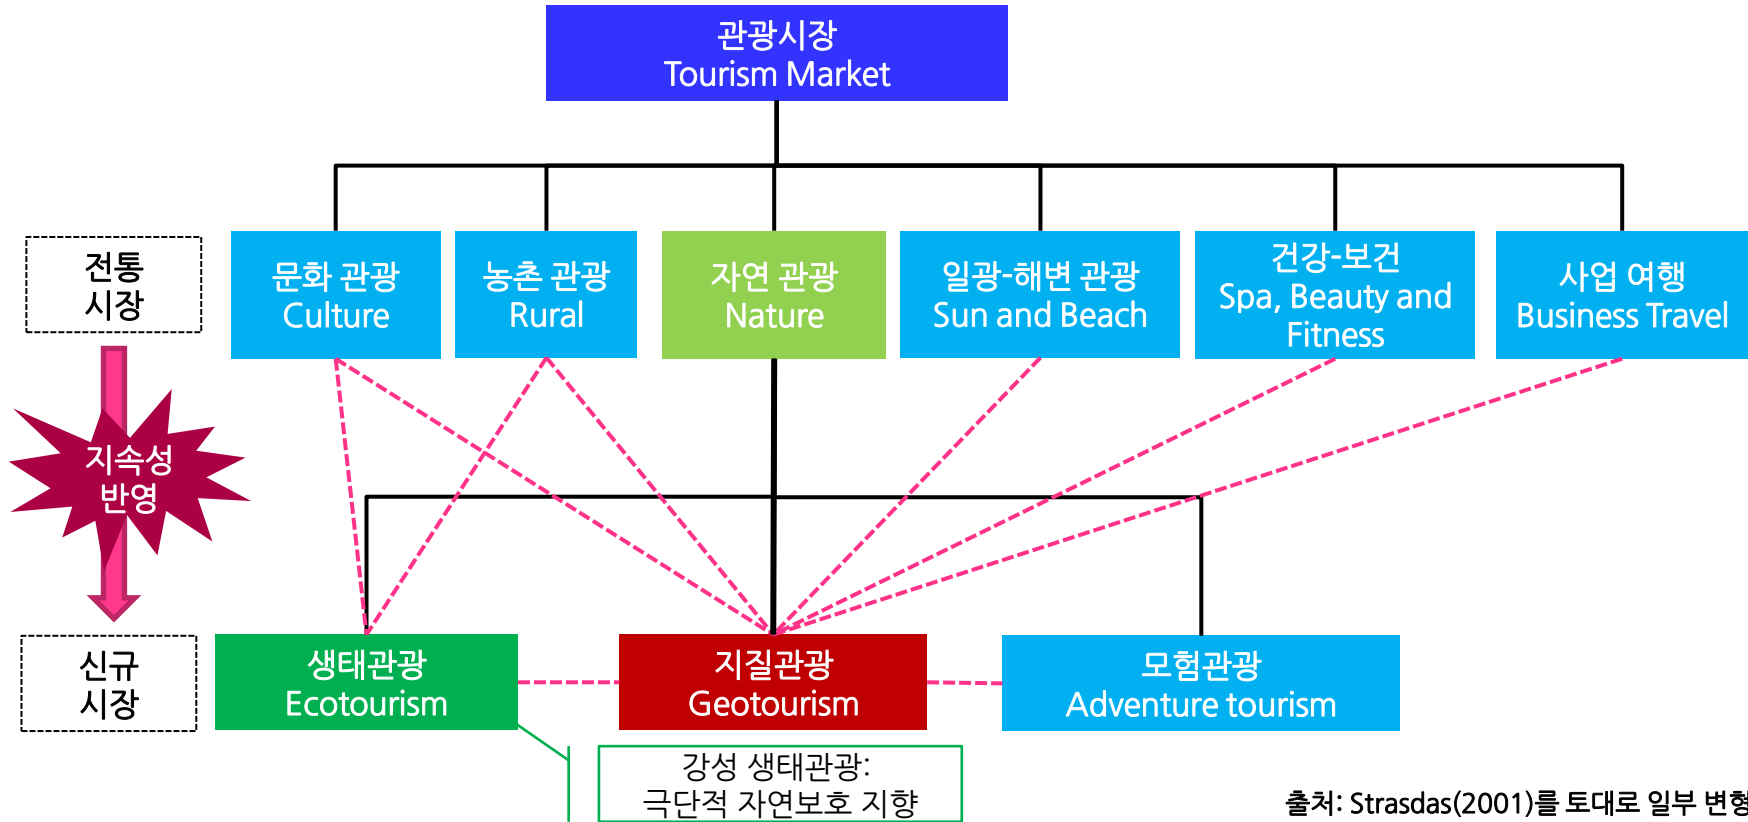 관광시장
Tourism Market
전통
시장
문화 관광
Culture
농촌 관광
Rural
자연 관광
Nature
일광-해변 관광
Sun and Beach
건강-보건
Spa, Beauty and
Fitness
사업 여행
Business Travel
지속성
반영
신규
시장
생태관광
Ecotourism
지질관광
Geotourism
모험관광
Adventure tourism
강성 생태관광:
극단적 자연보호 지향
출처: Strasdas(2001)를 토대로 일부 변형